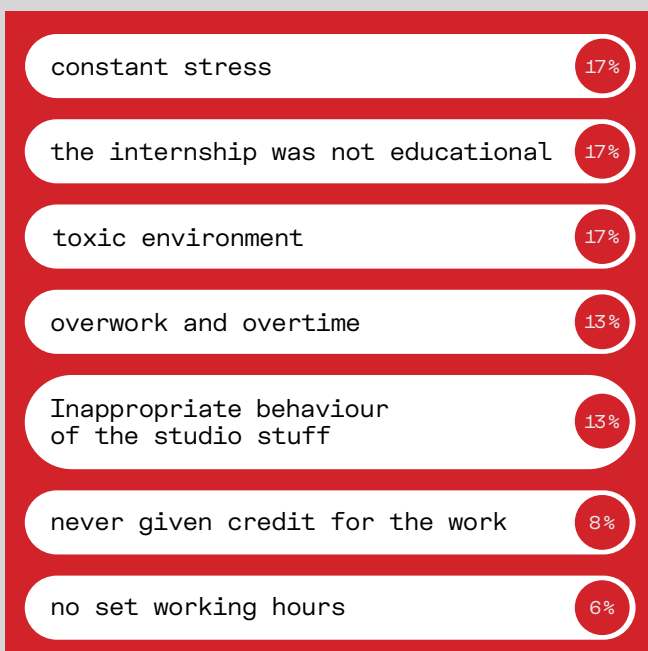 constant stress 17%
the internship was not educational 17%
toxic environment 17%
overwork and overtime 13%
Inappropriate behaviour
of the studio stuff 13%
never given credit for the work 8%
no set working hours 6%